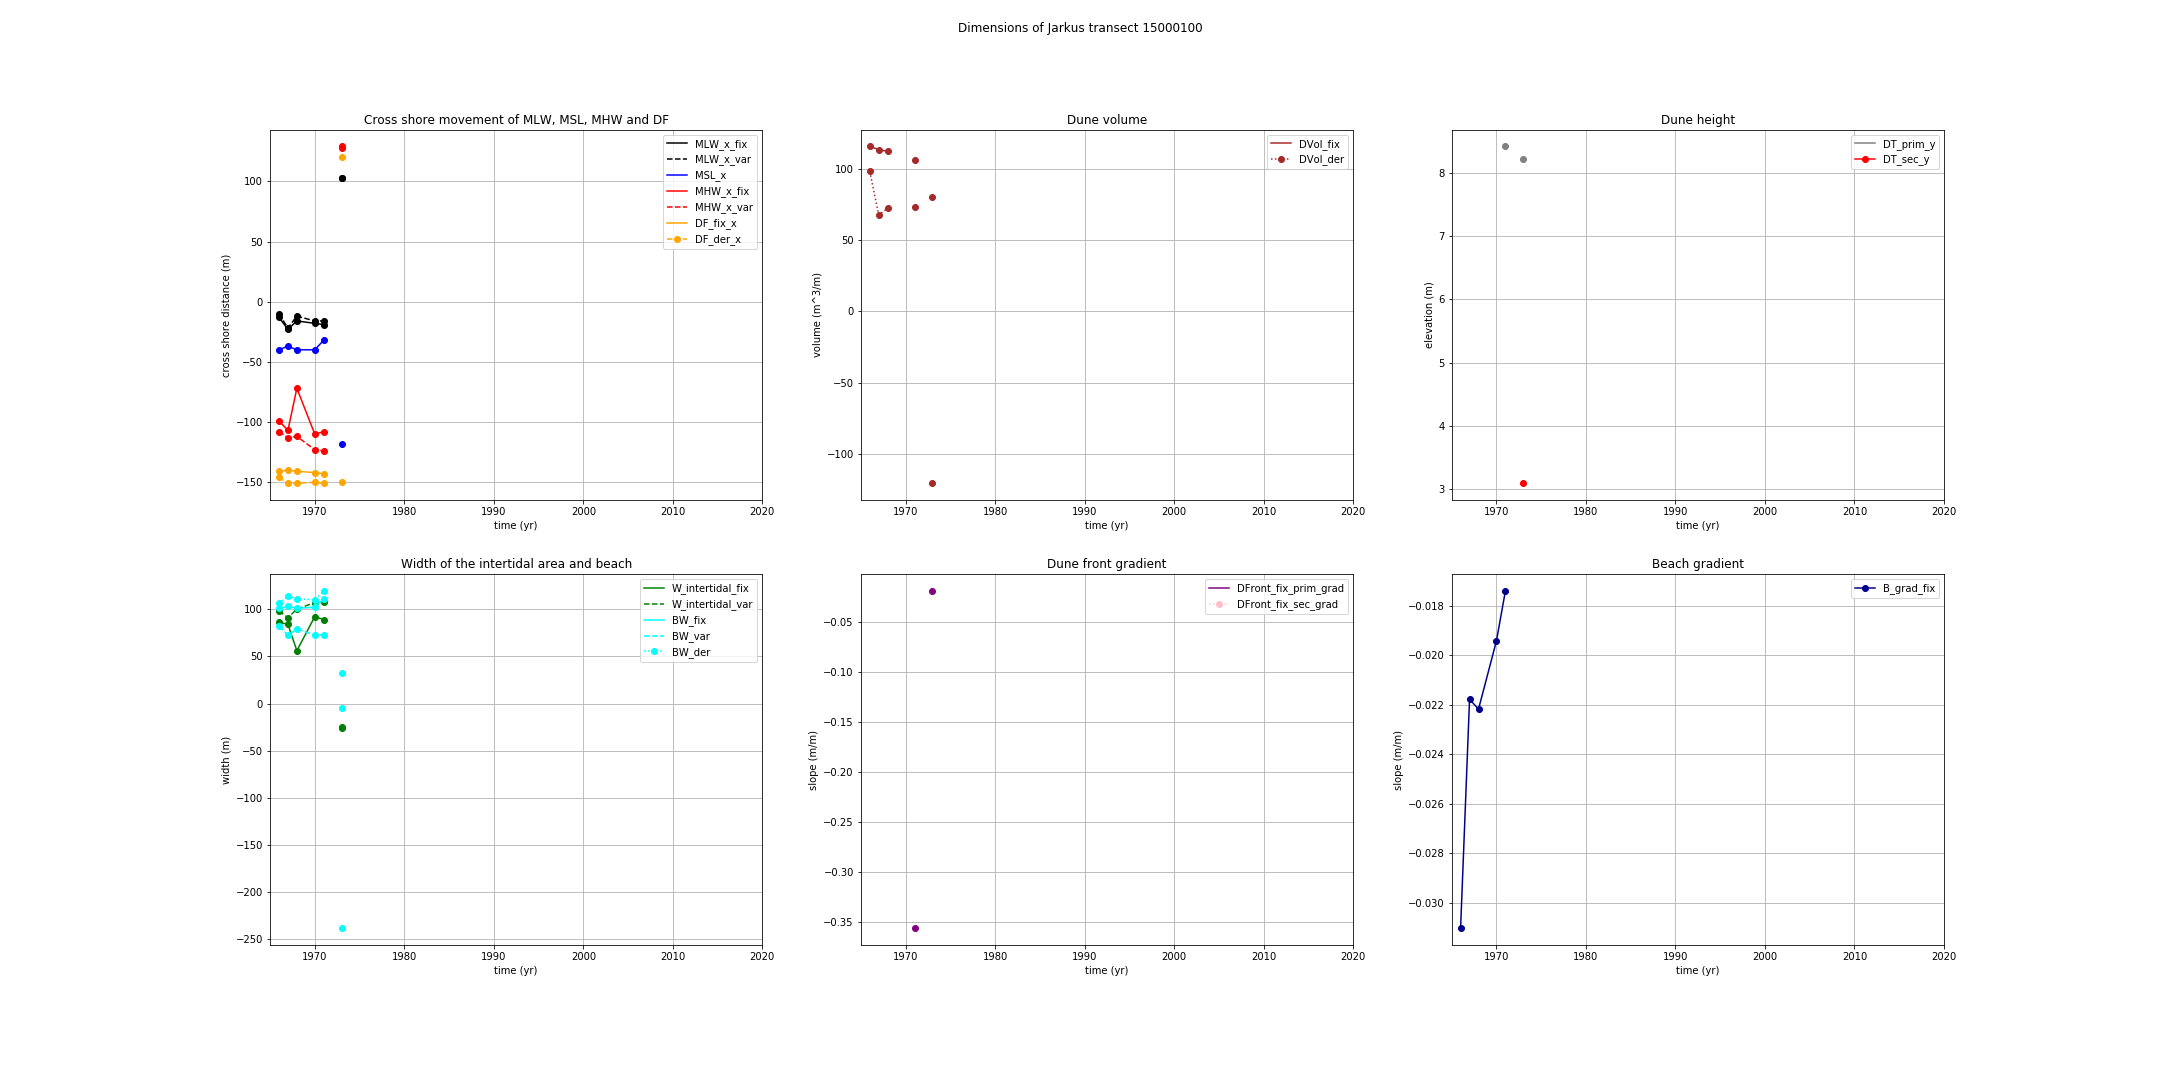 Dimensions of Jarkus transect 15000100
Cross shore movement of MLW, MSL, MHW and DF
cross shore distance (m)
100
50
0
−50
−100
−150
MLW_x_fix
MLW_x_var
MSL_x
MHW_x_fix
MHW_x_var
DF_fix_x
DF_der_x
1970 1980 1990 2000 2010 2020
time (yr)
Dune volume
volume (m^3/m)
100
50
0
−50
−100
DVol_fix
DVol_der
1970 1980 1990 2000 2010 2020
time (yr)
Dune height
elevation (m)
8
7
6
5
4
3
DT_prim_y
DT_sec_y
1970 1980 1990 2000 2010 2020
time (yr)
Width of the intertidal area and beach
width (m)
100
50
0
−50
−100
−150
−200
−250
W_intertidal_fix
W_intertidal_var
BW_fix
BW_var
BW_der
1970 1980 1990 2000 2010 2020
time (yr)
Dune front gradient
slope (m/m)
−0.05
−0.10
−0.15
−0.20
−0.25
−0.30
−0.35
DFront_fix_prim_grad
DFront_fix_sec_grad
1970 1980 1990 2000 2010 2020
time (yr)
Beach gradient
slope (m/m)
−0.018
−0.020
−0.022
−0.024
−0.026
−0.028
−0.030
B_grad_fix
1970 1980 1990 2000 2010 2020
time (yr)